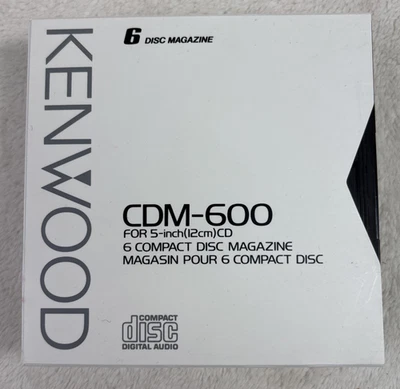 KENWOOD
6 DISC MAGAZINE
CDM-600
FOR 5-inch(12cm)CD
6 COMPACT DISC MAGAZINE
MAGASIN POUR 6 COMPACT DISC
COMPACT
disc
DIGITAL AUDIO